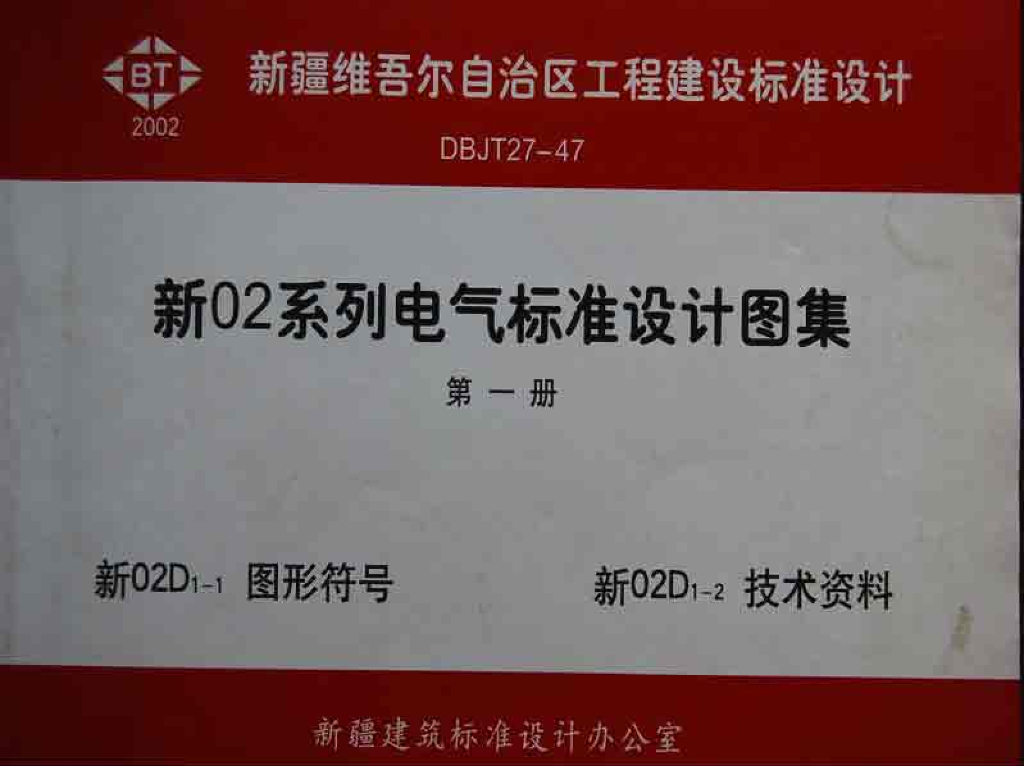 BT
2002
新疆维吾尔自治区工程建设标准设计
DBJT27-47
新02系列电气标准设计图集
第一册
新02D1-1 图形符号
新02D1-2 技术资料
新疆建筑标准设计办公室